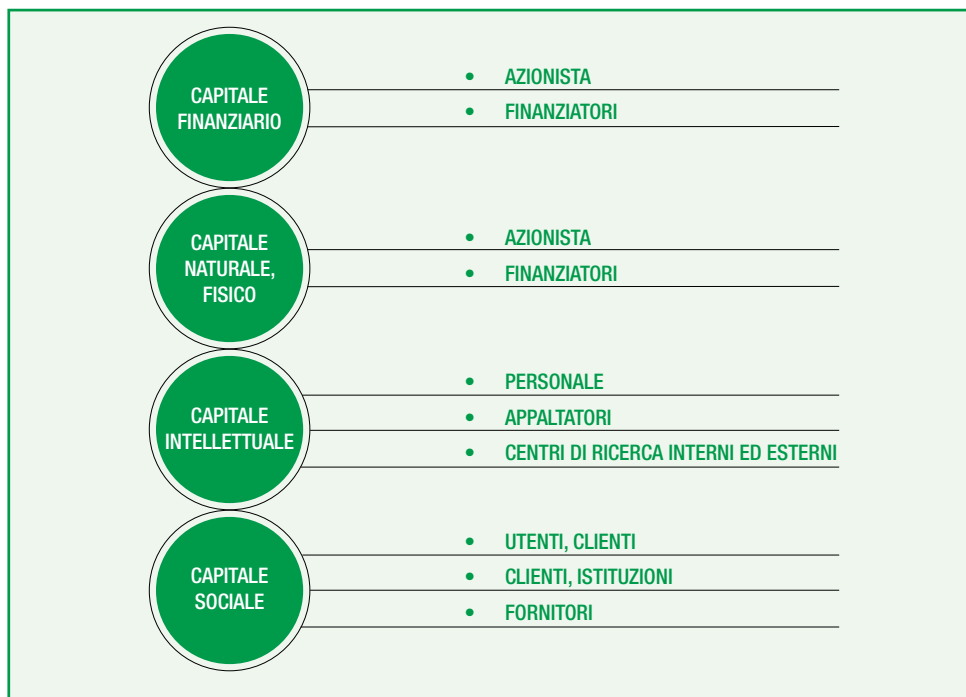 CAPITALE
FINANZIARIO
• AZIONISTA
• FINANZIATORI
CAPITALE
NATURALE,
FISICO
• AZIONISTA
• FINANZIATORI
CAPITALE
INTELLETTUALE
• PERSONALE
• APPALTATORI
• CENTRI DI RICERCA INTERNI ED ESTERNI
CAPITALE
SOCIALE
• UTENTI, CLIENTI
• CLIENTI, ISTITUZIONI
• FORNITORI